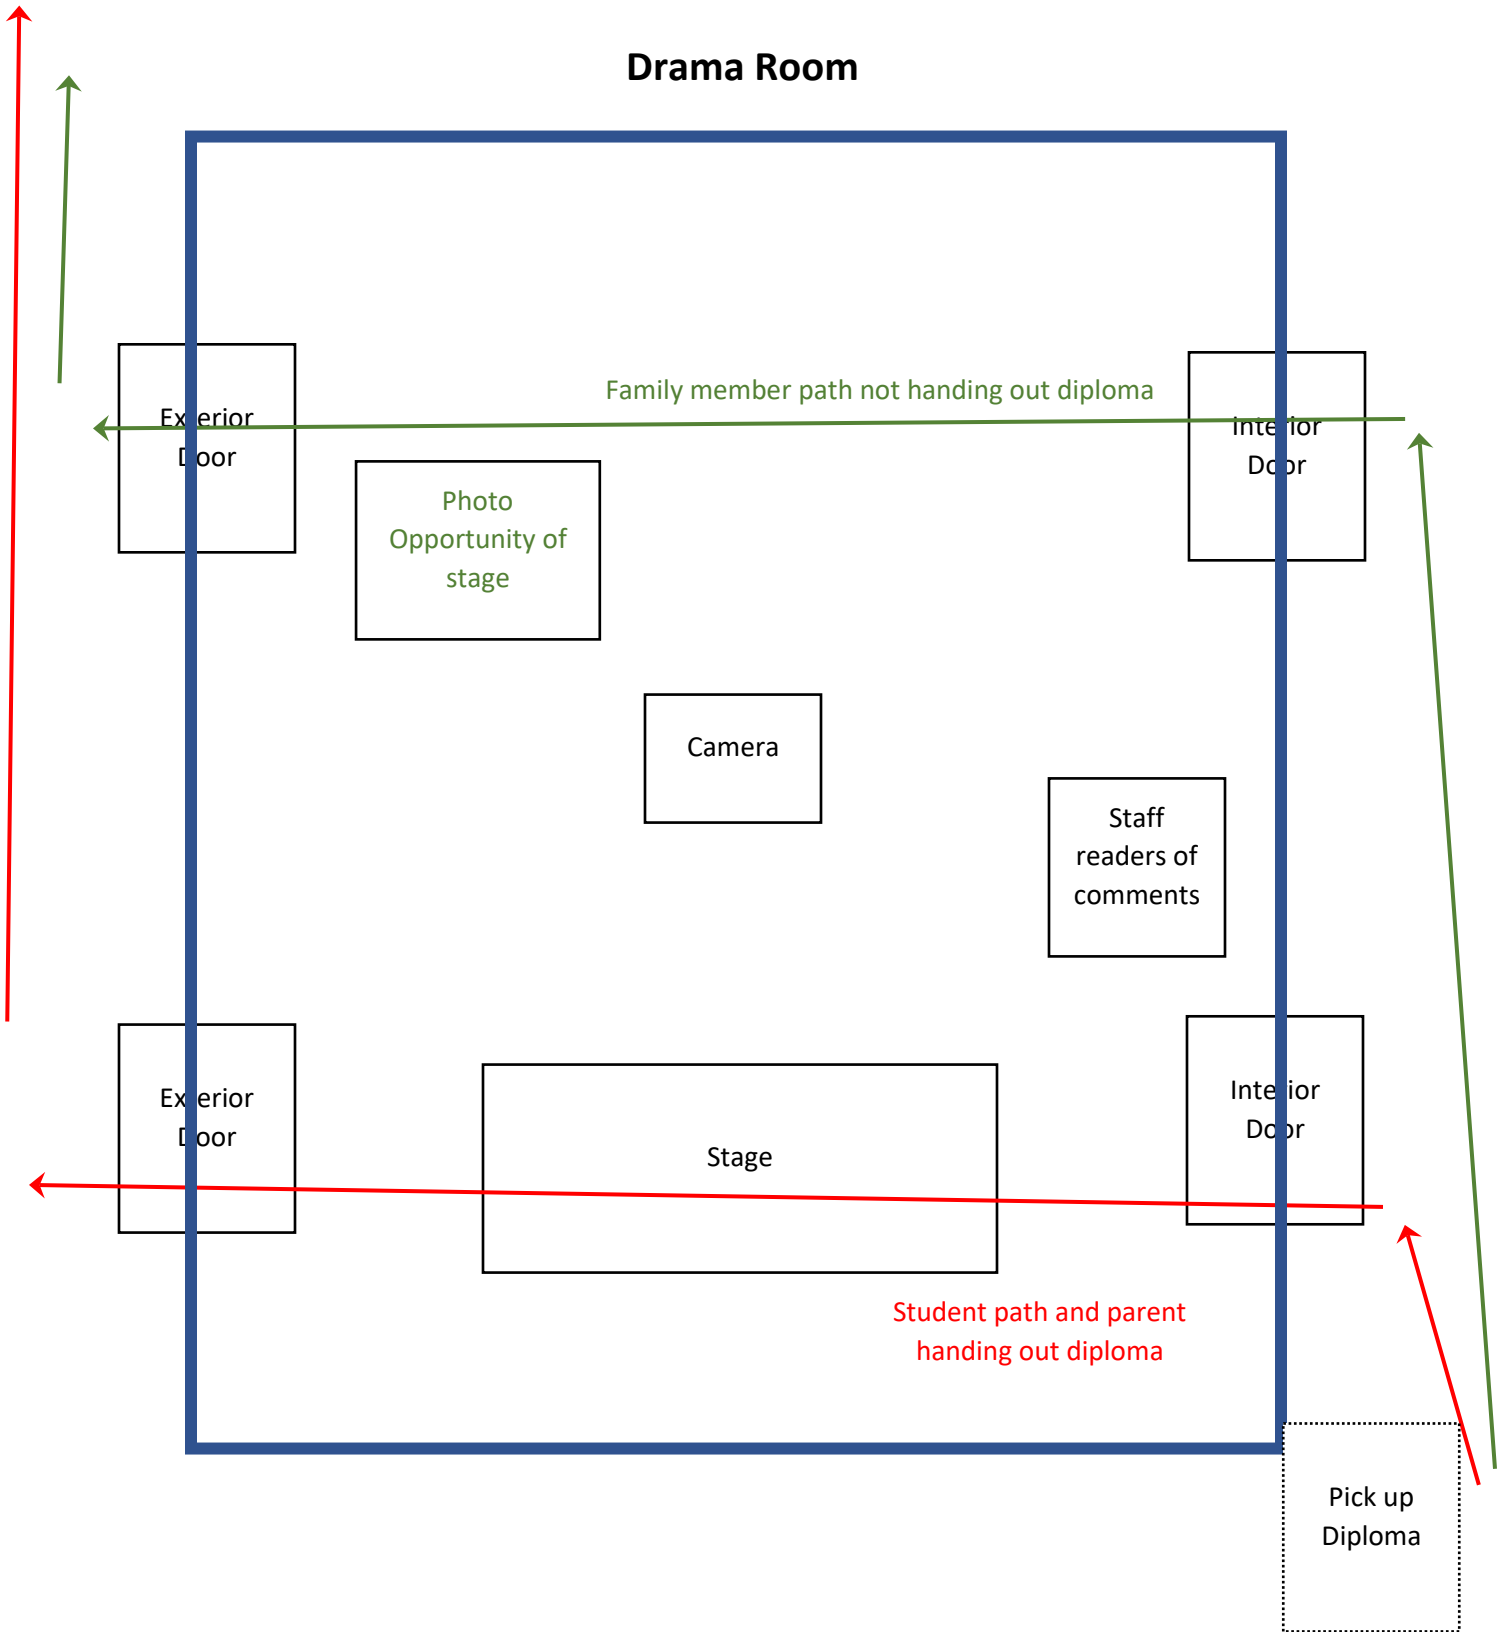 Drama Room
Family member path not handing out diploma
Exterior
Door
Interior
Door
Photo
Opportunity of
stage
Camera
Staff
readers of
comments
Exterior
Door
Interior
Door
Stage
Student path and parent
handing out diploma
Pick up
Diploma